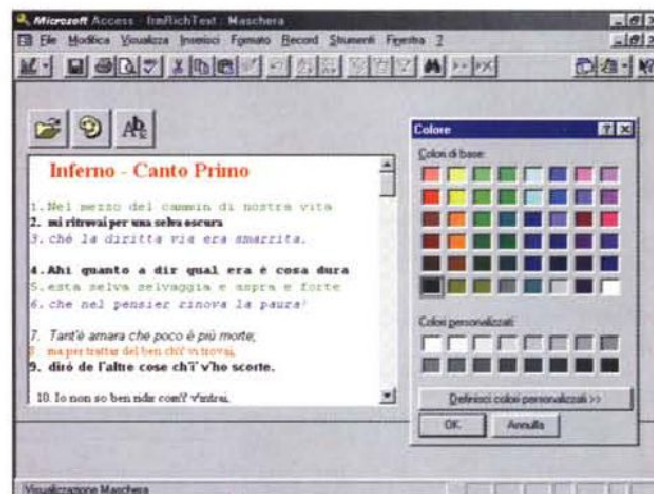 Microsoft Access - frmRichText : Maschera
File Modifica Visualizza Inserisci Formato Record Strumenti Finestra ?
Inferno - Canto Primo
1.Nel mezzo del cammin di nostra vita
2. mi ritrovai per una selva oscura
3.ché la diritta via era smarrita.
4.Ahi quanto a dir qual era è cosa dura
5.esta selva selvaggia e aspra e forte
6.che nel pensier rinova la paura!
7. Tant'è amara che poco è più morte;
8. ma per trattar del ben ch'i' vi trovai,
9. dirò de l'altre cose ch'i' v'ho scorte.
10. Io non so ben ridir com'i' v'intrai,
Colore
Colori di base:
Colori personalizzati:
Definisci colori personalizzati >>
OK
Annulla
Visualizzazione Maschera